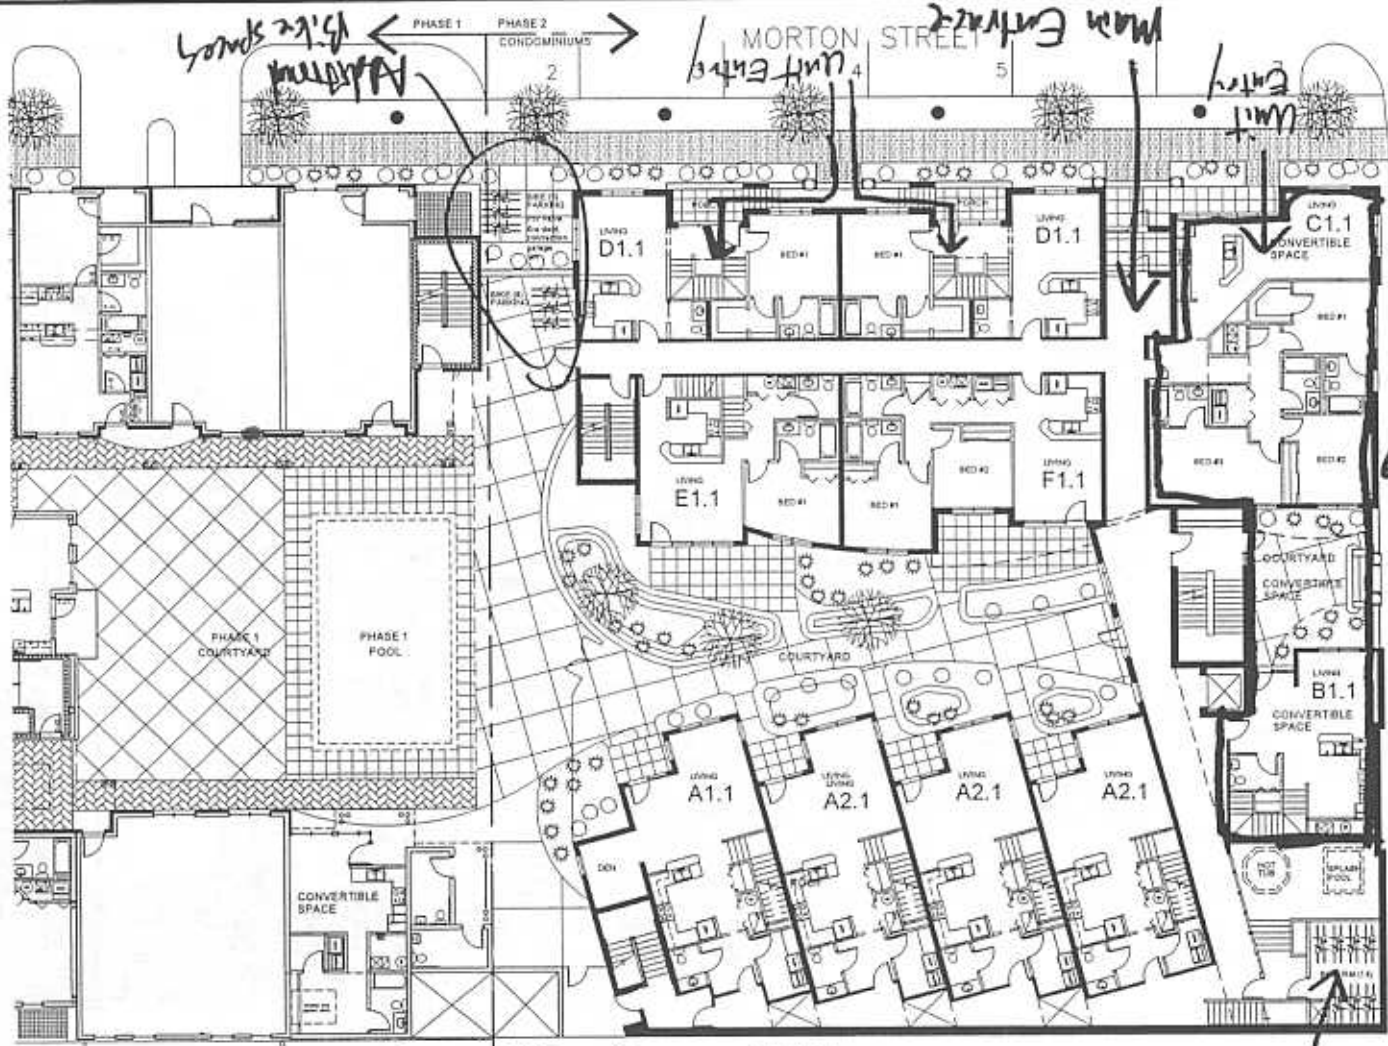 PHASE 1
PHASE 2
CONDOMINIUMS
MORTON STREET
Main Entrance
Additional
Bike spaces
Unit Entry
Unit
Entry
2
4
5
BIKE (8)
PARKING
BIKE (8)
PARKING
LIVING
D1.1
PORCH
BED #1
BED #1
PORCH
LIVING
D1.1
LIVING
C1.1
CONVERTIBLE
SPACE
BED #1
BED #3
BED #2
LIVING
E1.1
BED #1
BED #1
BED #2
LIVING
F1.1
COURTYARD
CONVERTIBLE
SPACE
PHASE 1
COURTYARD
PHASE 1
POOL
COURTYARD
LIVING
B1.1
CONVERTIBLE
SPACE
LIVING
A1.1
LIVING
LIVING
A2.1
LIVING
A2.1
LIVING
A2.1
DEN
HOT
TUB
SPLASH
POOL
CONVERTIBLE
SPACE